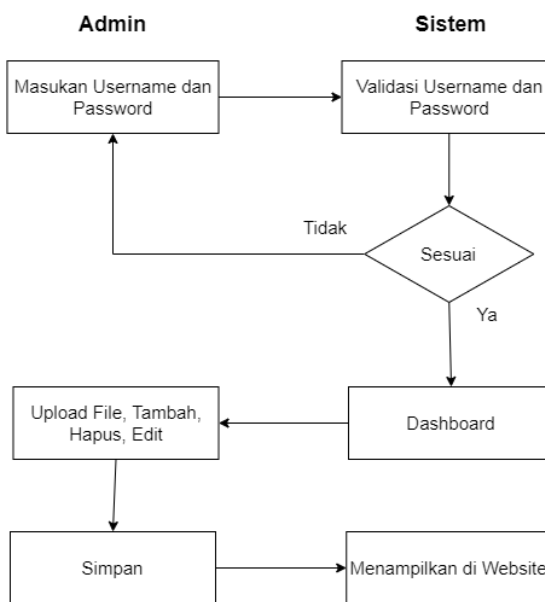 Admin
Sistem
Masukan Username dan
Password
Validasi Username dan
Password
Tidak
Sesuai
Ya
Upload File, Tambah,
Hapus, Edit
Dashboard
Simpan
Menampilkan di Website